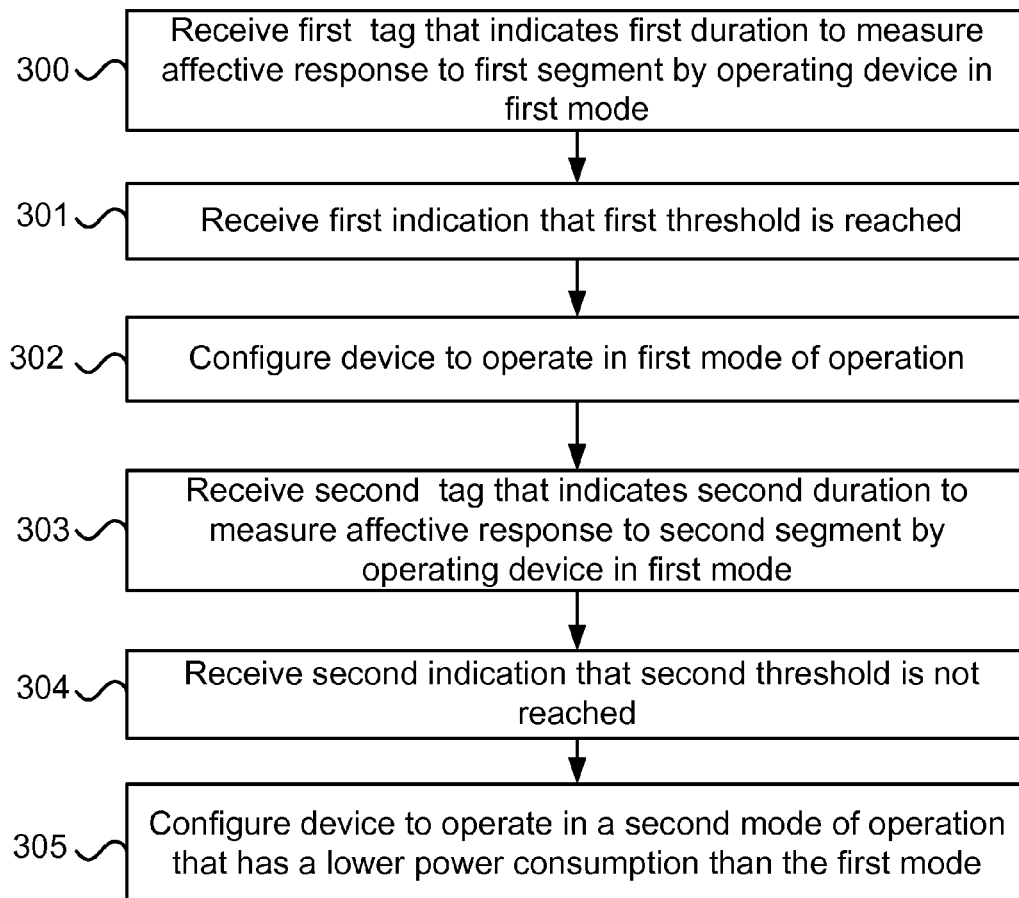 300
Receive first tag that indicates first duration to measure
affective response to first segment by operating device in
first mode
301
Receive first indication that first threshold is reached
302
Configure device to operate in first mode of operation
303
Receive second tag that indicates second duration to
measure affective response to second segment by
operating device in first mode
304
Receive second indication that second threshold is not
reached
305
Configure device to operate in a second mode of operation
that has a lower power consumption than the first mode